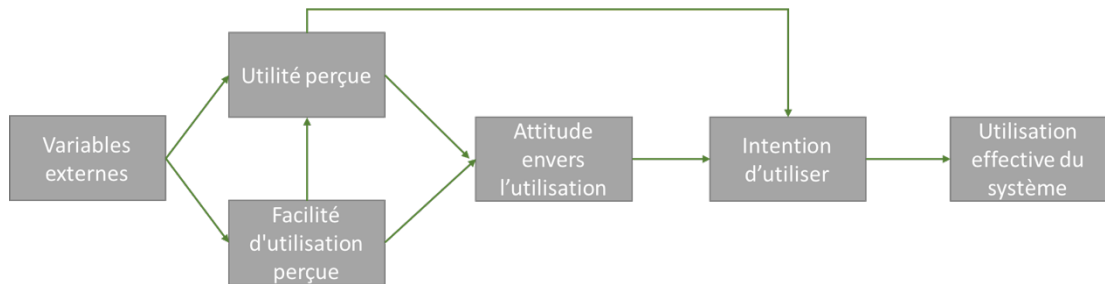 Utilité perçue
Variables
externes
Facilité
d'utilisation
perçue
Attitude
envers
l’utilisation
Intention
d’utiliser
Utilisation
effective du
système